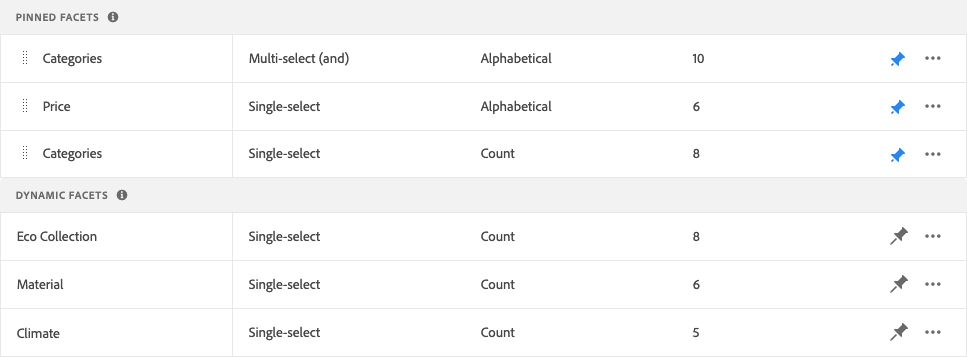 PINNED FACETS
Categories Multi-select (and) Alphabetical 10
Price Single-select Alphabetical 6
Categories Single-select Count 8
DYNAMIC FACETS
Eco Collection Single-select Count 8
Material Single-select Count 6
Climate Single-select Count 5